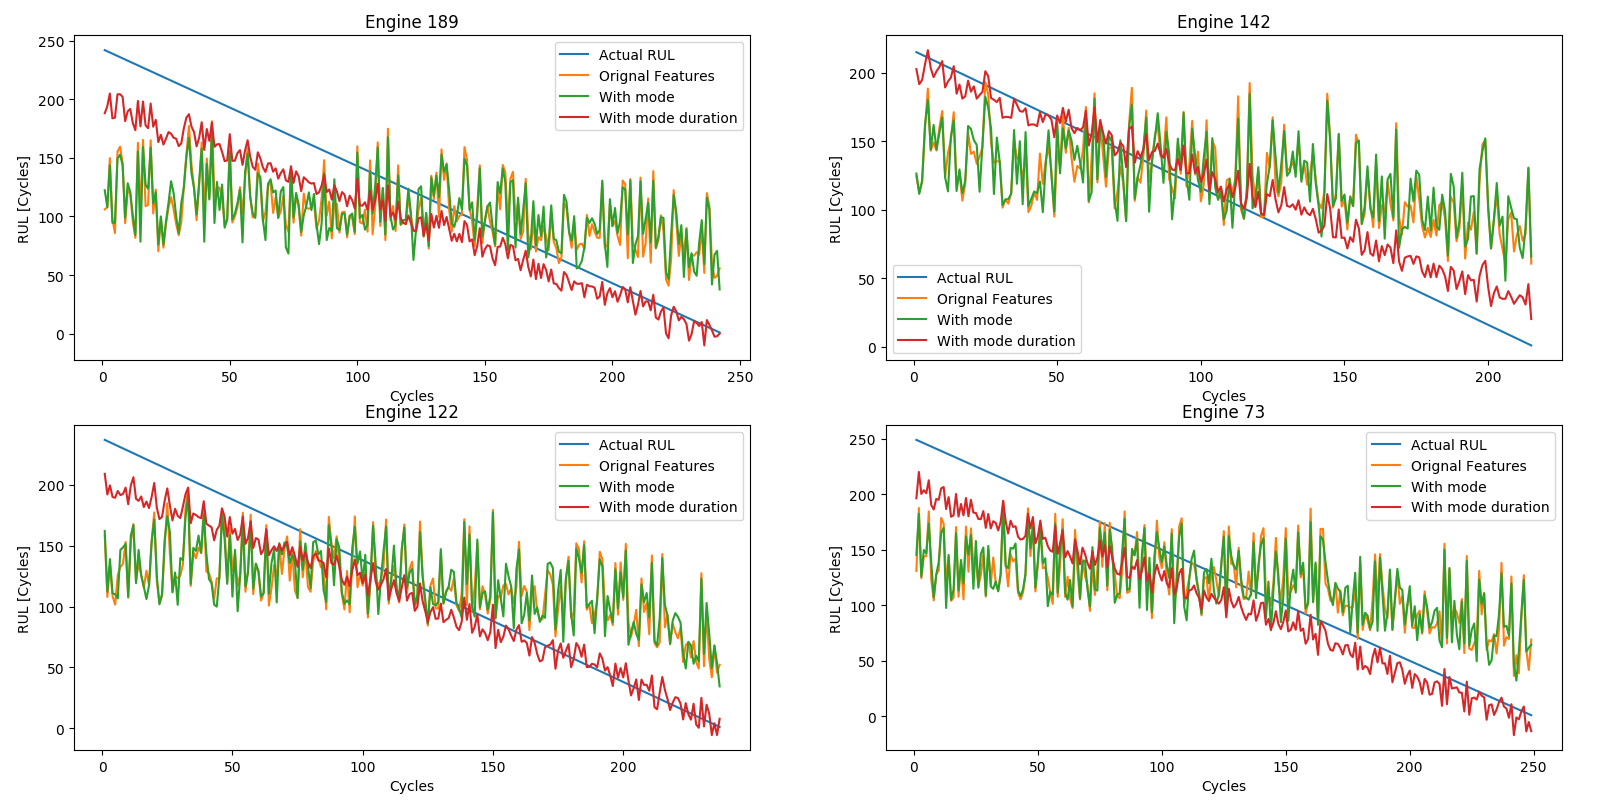 Engine 189
250
200
150
100
50
0
RUL [Cycles]
Actual RUL
Orignal Features
With mode
With mode duration
0 50 100 150 200 250
Cycles
Engine 142
200
150
100
50
0
RUL [Cycles]
Actual RUL
Orignal Features
With mode
With mode duration
0 50 100 150 200
Cycles
Engine 122
200
150
100
50
0
RUL [Cycles]
Actual RUL
Orignal Features
With mode
With mode duration
0 50 100 150 200
Cycles
Engine 73
250
200
150
100
50
0
RUL [Cycles]
Actual RUL
Orignal Features
With mode
With mode duration
0 50 100 150 200 250
Cycles